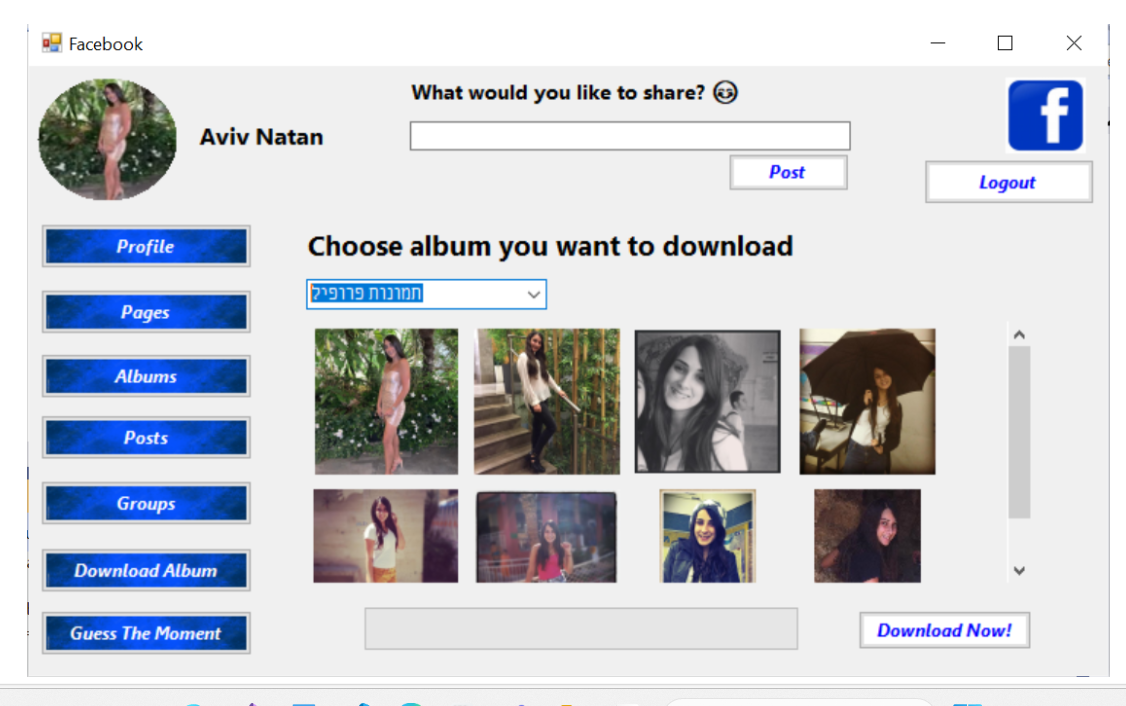 Facebook
What would you like to share?
Aviv Natan
Post
Logout
Profile
Choose album you want to download
תמונות פרופיל
Pages
Albums
Posts
Groups
Download Album
Guess The Moment
Download Now!